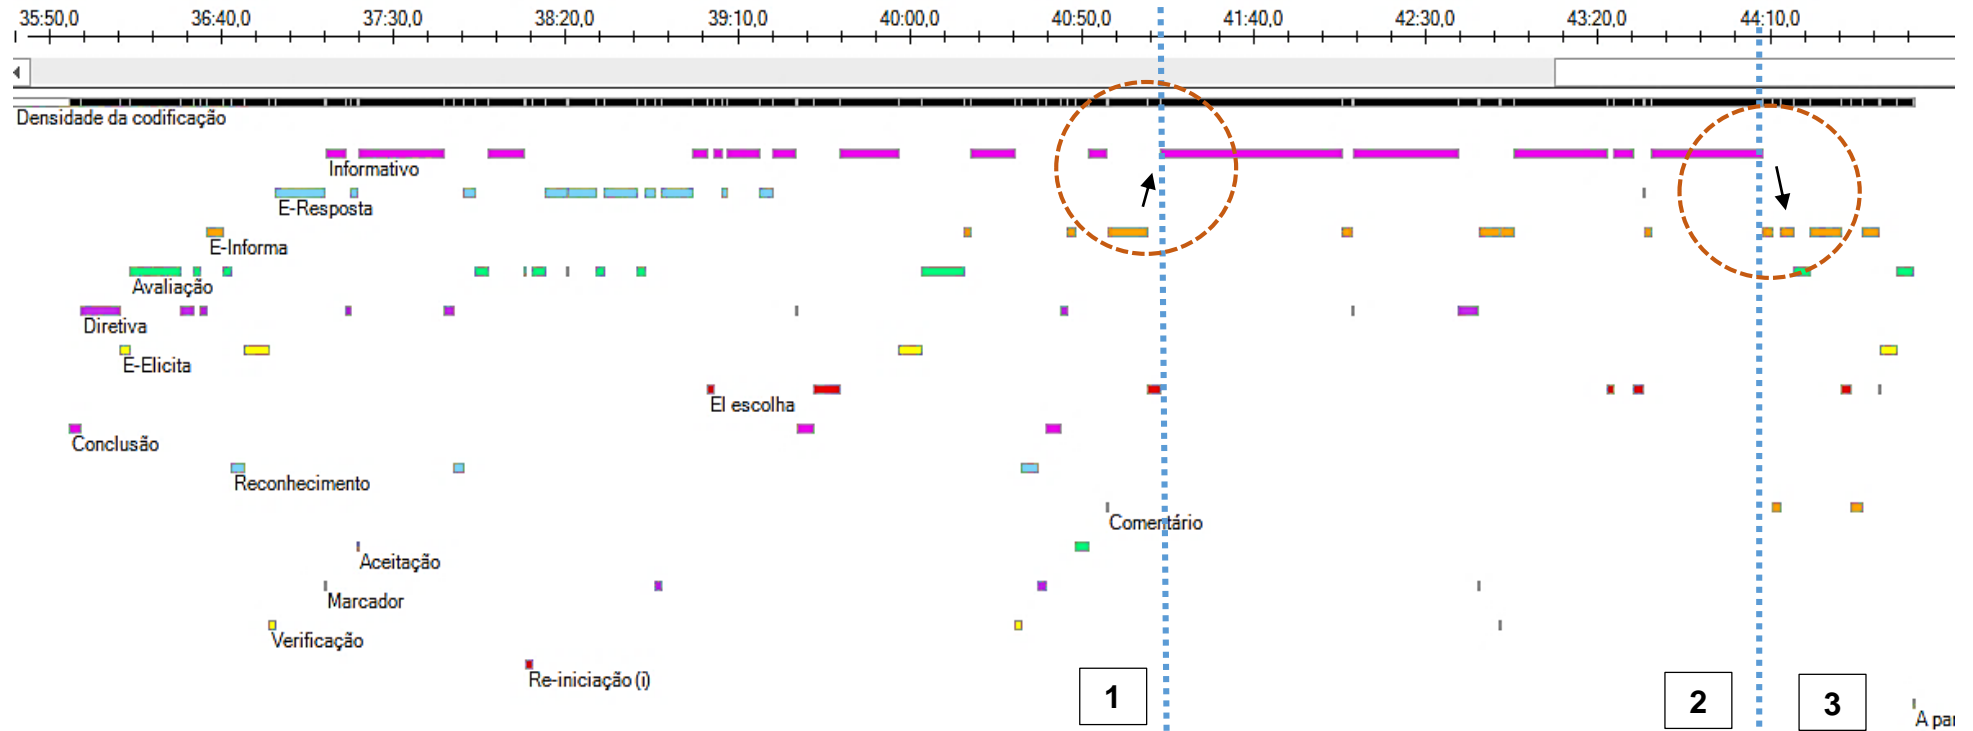 35:50,0 36:40,0 37:30,0 38:20,0 39:10,0 40:00,0 40:50,0 41:40,0 42:30,0 43:20,0 44:10,0
Densidade da codificação
Informativo
E-Resposta
E-Informa
Avaliação
Diretiva
E-Elicita
El escolha
Conclusão
Reconhecimento
Comentário
Aceitação
Marcador
Verificação
Re-iniciação (i)
1 2 3
A par